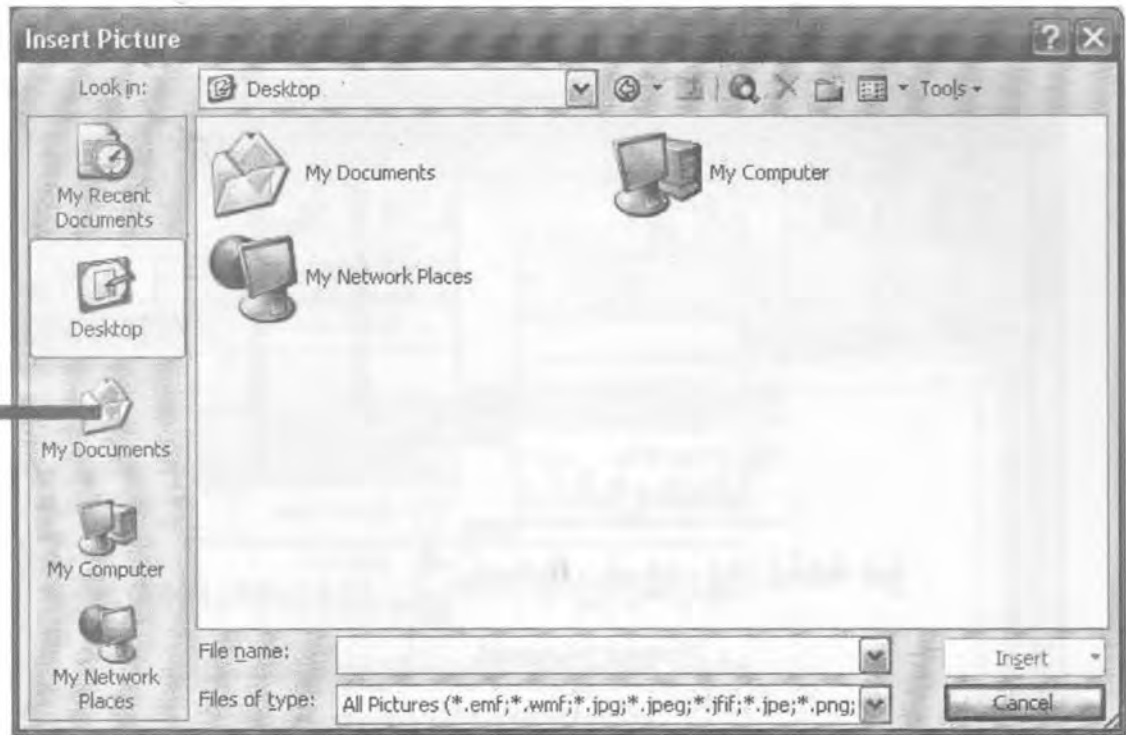 Insert Picture
Look in:
Desktop
Tools
My Recent
Documents
Desktop
My Documents
My Computer
My Network
Places
My Documents
My Computer
My Network Places
File name:
Insert
Files of type:
All Pictures (*.emf;*.wmf;*.jpg;*.jpeg;*.jfif;*.jpe;*.png;
Cancel